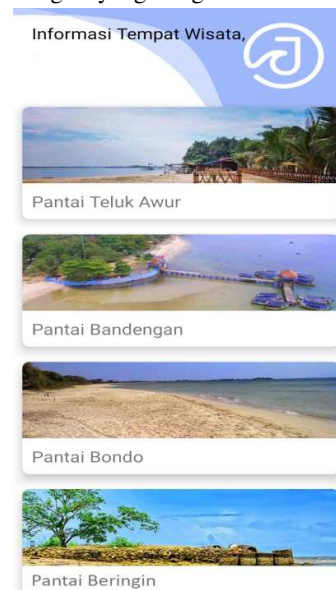 Informasi Tempat Wisata,
Pantai Teluk Awur
Pantai Bandengan
Pantai Bondo
Pantai Beringin